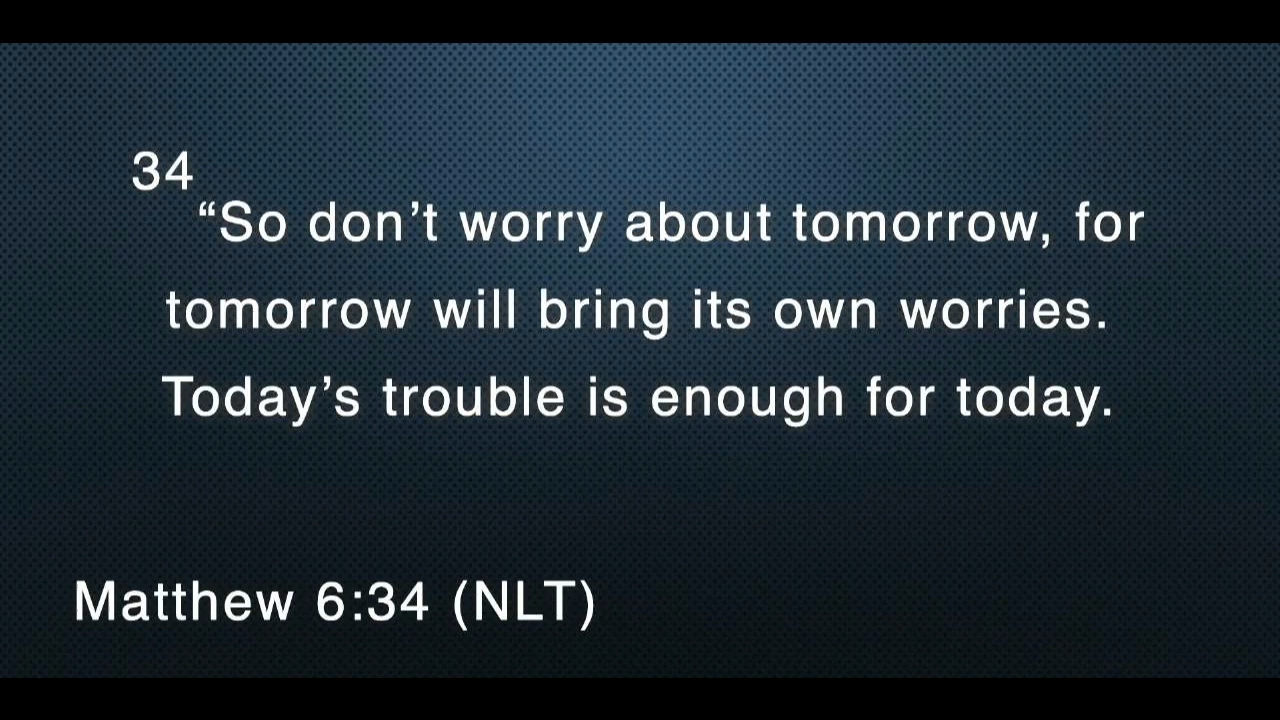 34
“So don’t worry about tomorrow, for
tomorrow will bring its own worries.
Today’s trouble is enough for today.
Matthew 6:34 (NLT)